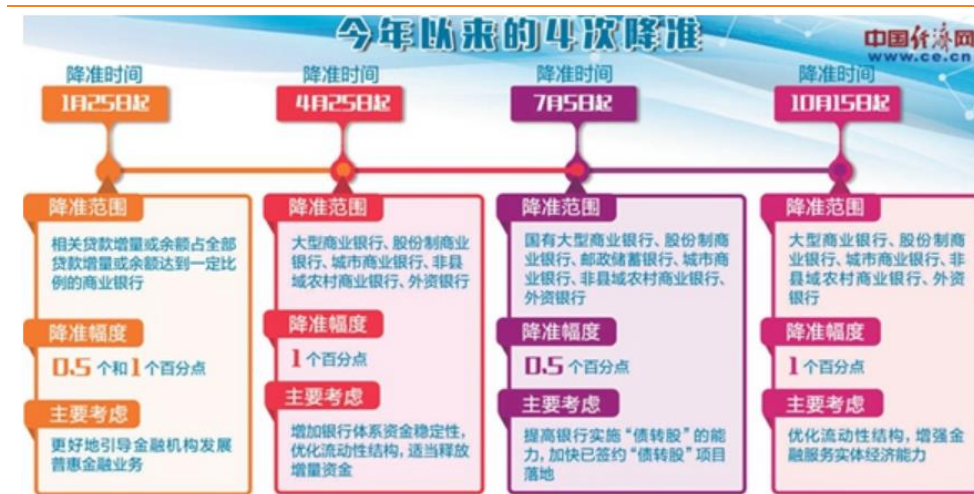 今年以来的4次降准
中国经济网
www.ce.cn
降准时间
1月25日起
降准范围
相关贷款增量或余额占全部
贷款增量或余额达到一定比
例的商业银行
降准幅度
0.5 个和 1 个百分点
主要考虑
更好地引导金融机构发展
普惠金融业务
降准时间
4月25日起
降准范围
大型商业银行、股份制商业
银行、城市商业银行、非县
域农村商业银行、外资银行
降准幅度
1 个百分点
主要考虑
增加银行体系资金稳定性，
优化流动性结构，适当释放
增量资金
降准时间
7月5日起
降准范围
国有大型商业银行、股份制商
业银行、邮政储蓄银行、城市商
业银行、非县域农村商业银行、
外资银行
降准幅度
0.5 个百分点
主要考虑
提高银行实施“债转股”的能
力，加快已签约“债转股”项目
落地
降准时间
10月15日起
降准范围
大型商业银行、股份制商业
银行、城市商业银行、非县
域农村商业银行、外资
银行
降准幅度
1 个百分点
主要考虑
优化流动性结构，增强金
融服务实体经济能力